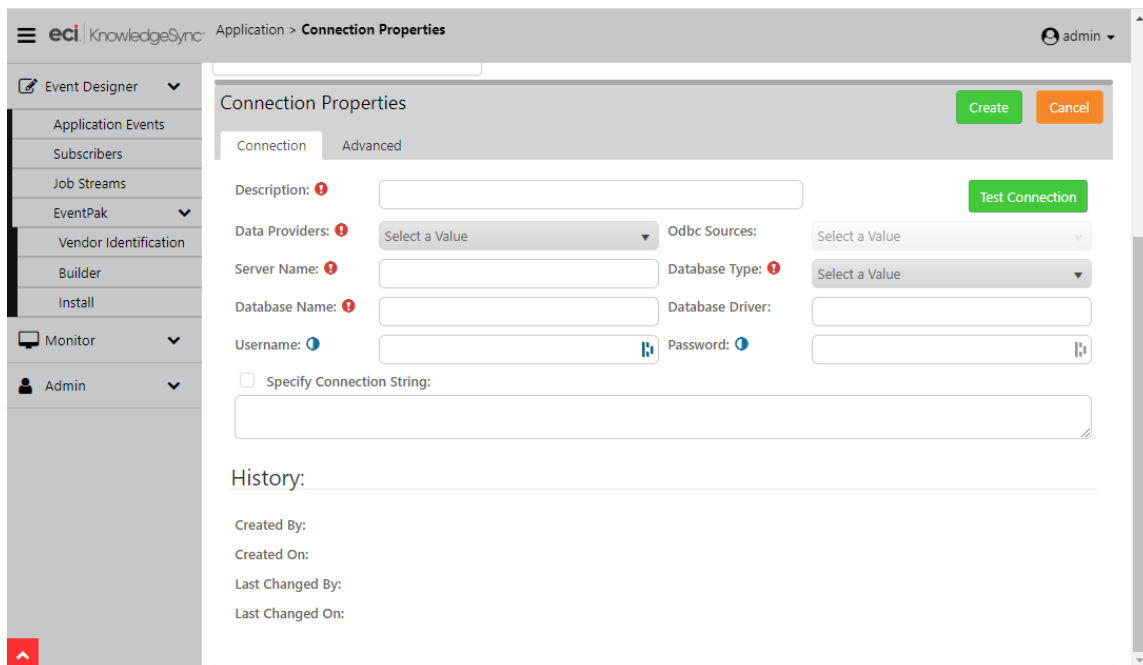 eci KnowledgeSync
Application > Connection Properties
admin
Event Designer
Application Events
Subscribers
Job Streams
EventPak
Vendor Identification
Builder
Install
Monitor
Admin
Connection Properties
Create
Cancel
Connection
Advanced
Description:
Test Connection
Data Providers:
Select a Value
Odbc Sources:
Select a Value
Server Name:
Database Type:
Select a Value
Database Name:
Database Driver:
Username:
Password:
Specify Connection String:
History:
Created By:
Created On:
Last Changed By:
Last Changed On: